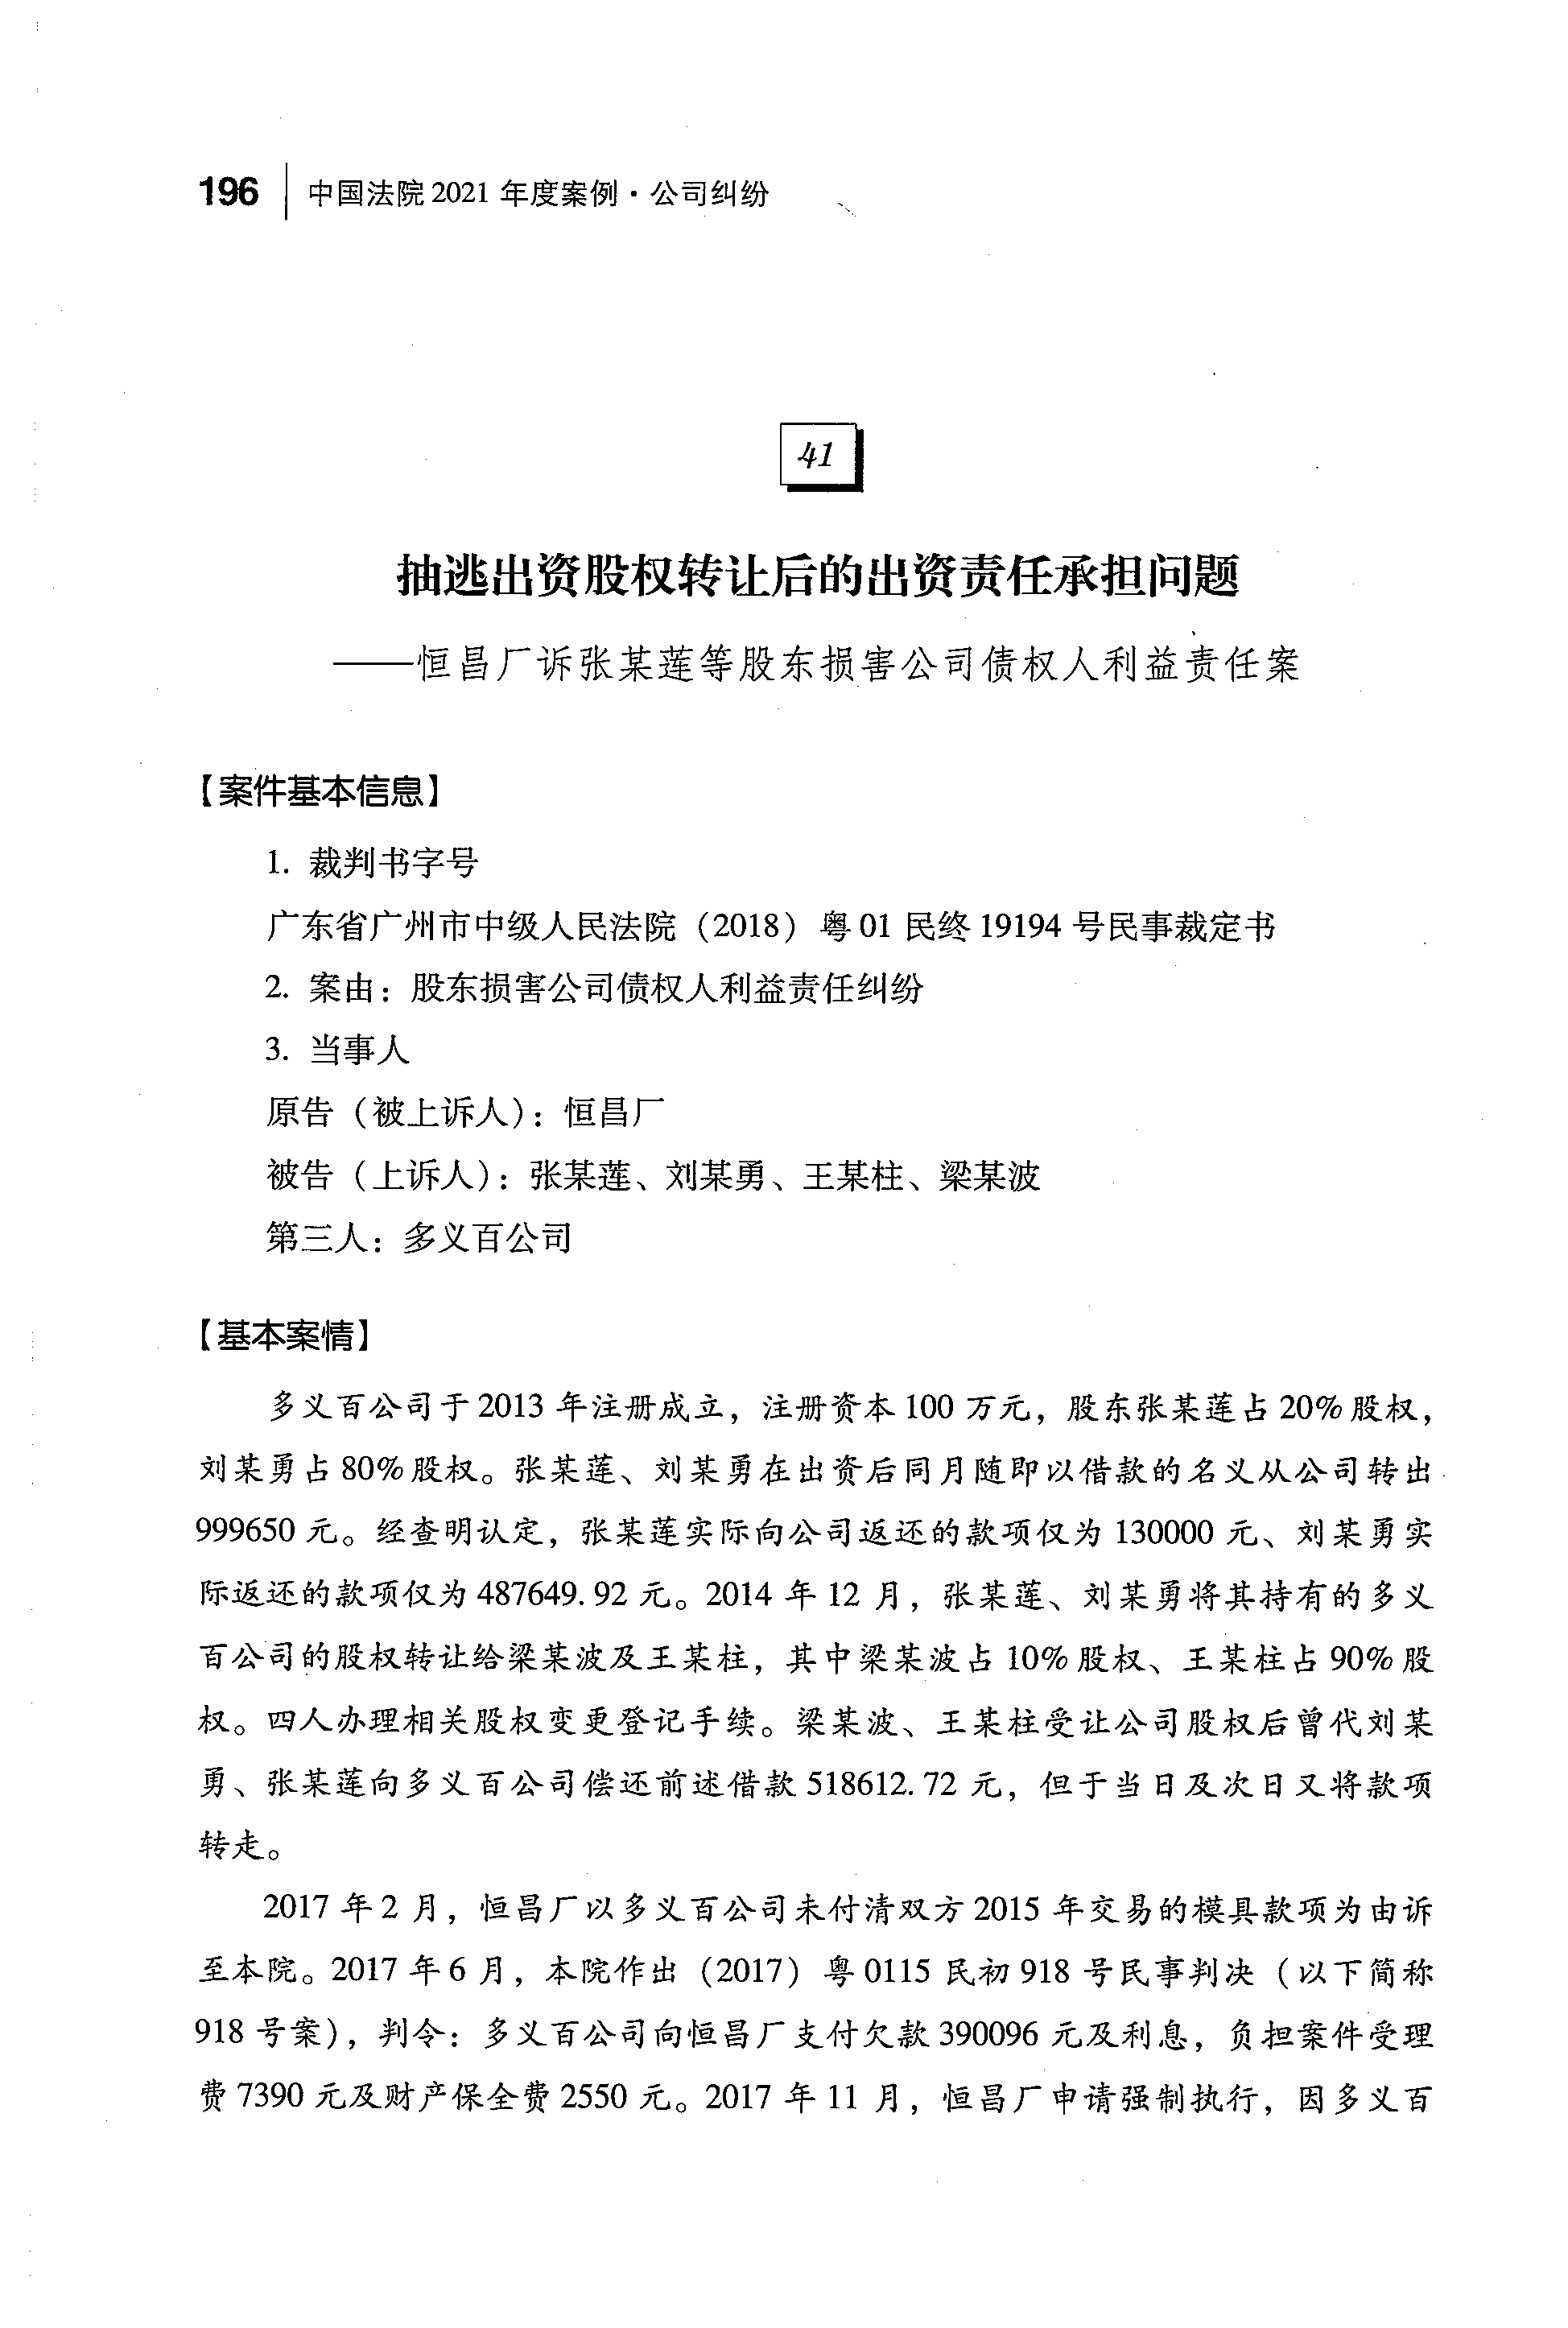 196 中国法院2021年度案例·公司纠纷
41
抽逃出资股权转让后的出资责任承担问题
——恒昌厂诉张某莲等股东损害公司债权人利益责任案
【案件基本信息】
1. 裁判书字号
广东省广州市中级人民法院（2018）粤01民终19194号民事裁定书
2. 案由：股东损害公司债权人利益责任纠纷
3. 当事人
原告（被上诉人）：恒昌厂
被告（上诉人）：张某莲、刘某勇、王某柱、梁某波
第三人：多义百公司
【基本案情】
多义百公司于2013年注册成立，注册资本100万元，股东张某莲占20%股权，
刘某勇占80%股权。张某莲、刘某勇在出资后同月随即以借款的名义从公司转出
999650元。经查明认定，张某莲实际向公司返还的款项仅为130000元、刘某勇实
际返还的款项仅为487649.92元。2014年12月，张某莲、刘某勇将其持有的多义
百公司的股权转让给梁某波及王某柱，其中梁某波占10%股权、王某柱占90%股
权。四人办理相关股权变更登记手续。梁某波、王某柱受让公司股权后曾代刘某
勇、张某莲向多义百公司偿还前述借款518612.72元，但于当日及次日又将款项
转走。
2017年2月，恒昌厂以多义百公司未付清双方2015年交易的模具款项为由诉
至本院。2017年6月，本院作出（2017）粤0115民初918号民事判决（以下简称
918号案），判令：多义百公司向恒昌厂支付欠款390096元及利息，负担案件受理
费7390元及财产保全费2550元。2017年11月，恒昌厂申请强制执行，因多义百